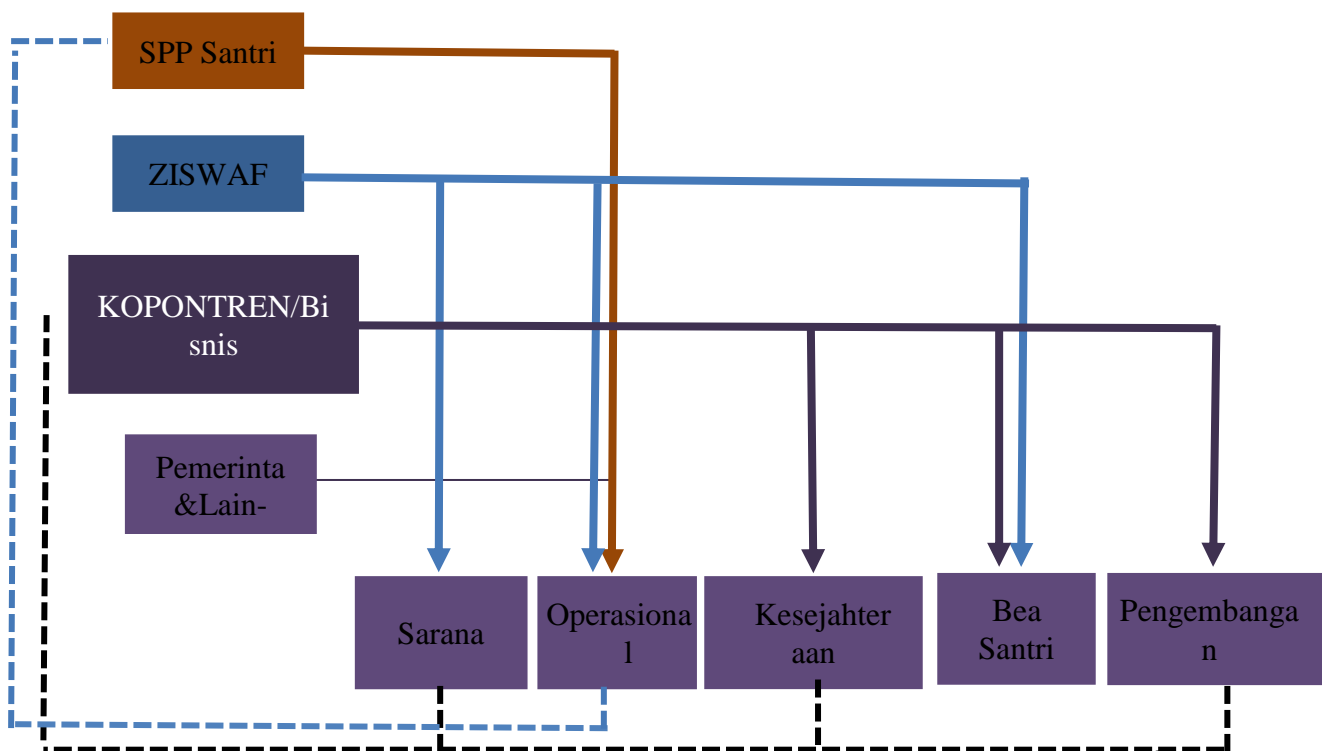 SPP Santri
ZISWAF
KOPONTREN/Bi
snis
Pemerinta
&Lain-
Sarana
Operasiona
l
Kesejahter
aan
Bea
Santri
Pengembanga
n